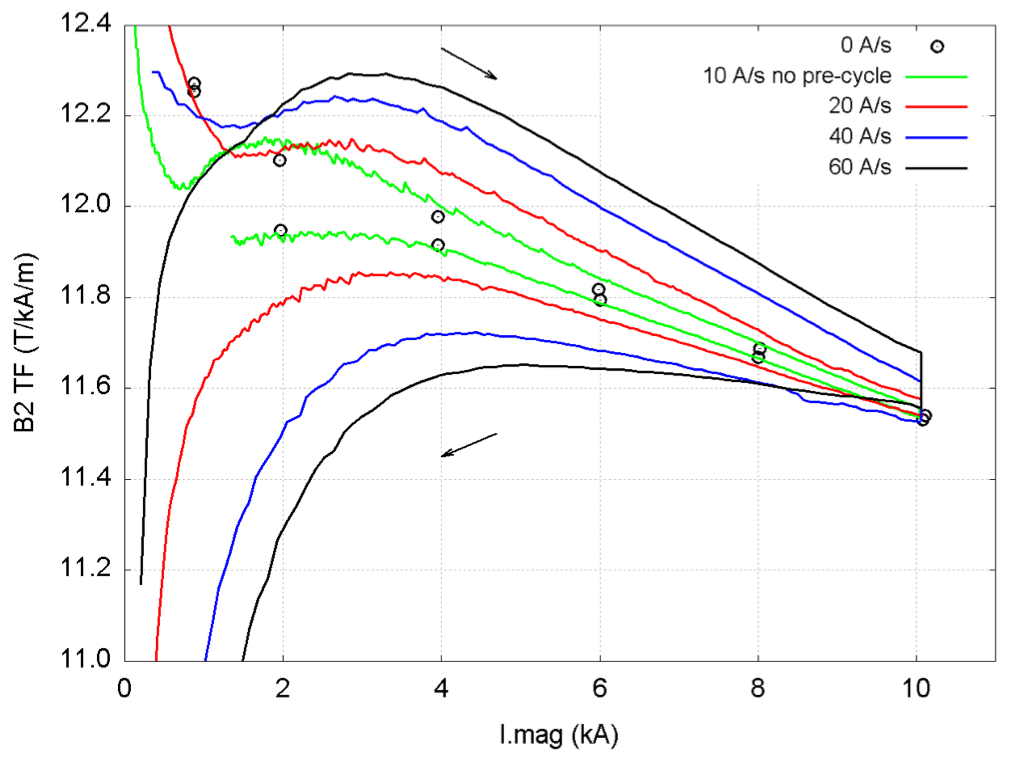 12.4
12.2
12.0
11.8
11.6
11.4
11.2
11.0
B2 TF (T/kA/m)
0 A/s
10 A/s no pre-cycle
20 A/s
40 A/s
60 A/s
0 2 4 6 8 10
I.mag (kA)